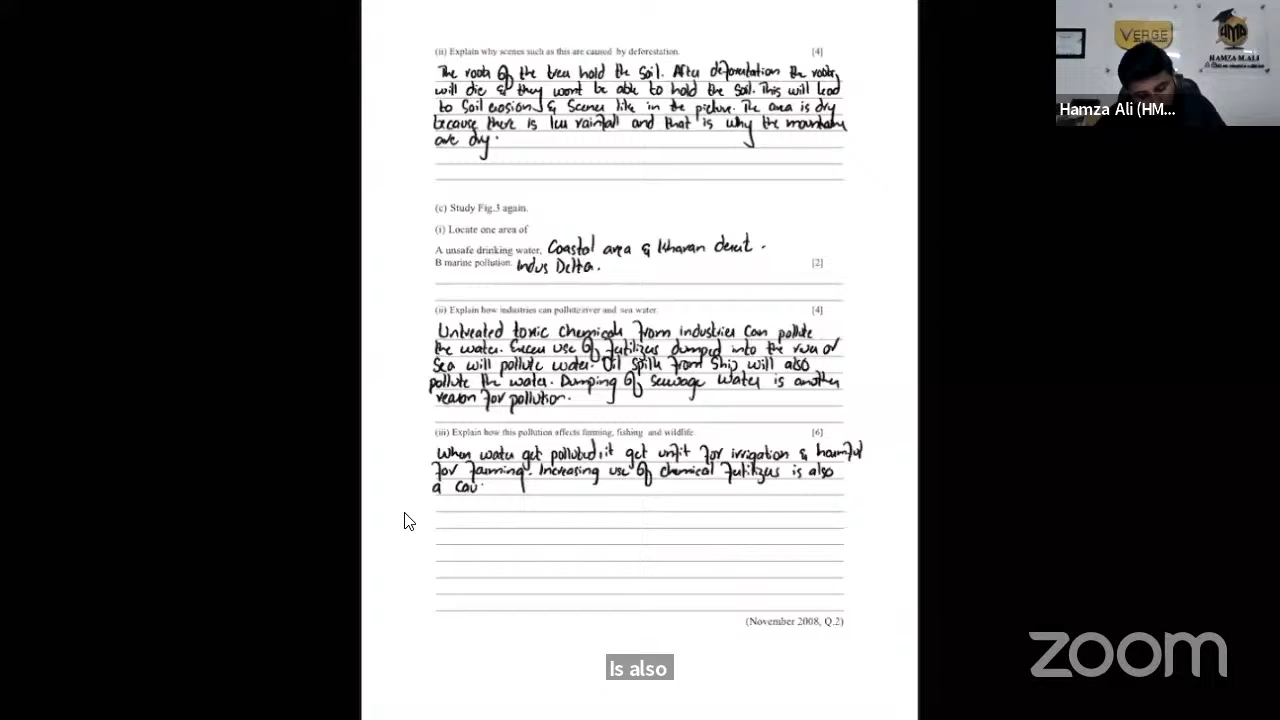 (ii) Explain why scenes such as this are caused by deforestation. [4]
The roots of the trees hold the soil. After deforestation the roots
will die & they wont be able to hold the soil. This will lead
to Soil erosion & Scenes like in the picture. The area is dry
because there is less rainfall and that is why the mountains
are dry.
(c) Study Fig.3 again.
(i) Locate one area of
A unsafe drinking water, Coastal area & Kharan desert.
B marine pollution. Indus Delta. [2]
(ii) Explain how industries can pollute river and sea water. [4]
Untreated toxic chemicals from industries can pollute
the water. Excess use of fertilizers dumped into the river or
Sea will pollute water. Oil spills from Ship will also
pollute the water. Dumping of sewage water is another
reason for pollution.
(iii) Explain how this pollution affects farming, fishing and wildlife. [6]
When water get polluted, it get unfit for irrigation & harmful
for farming. Increasing use of chemical fertilizers is also
a cau
(November 2008, Q.2)
Is also
VERGE
HAMZA M.ALI
Hamza Ali (HM...
zoom